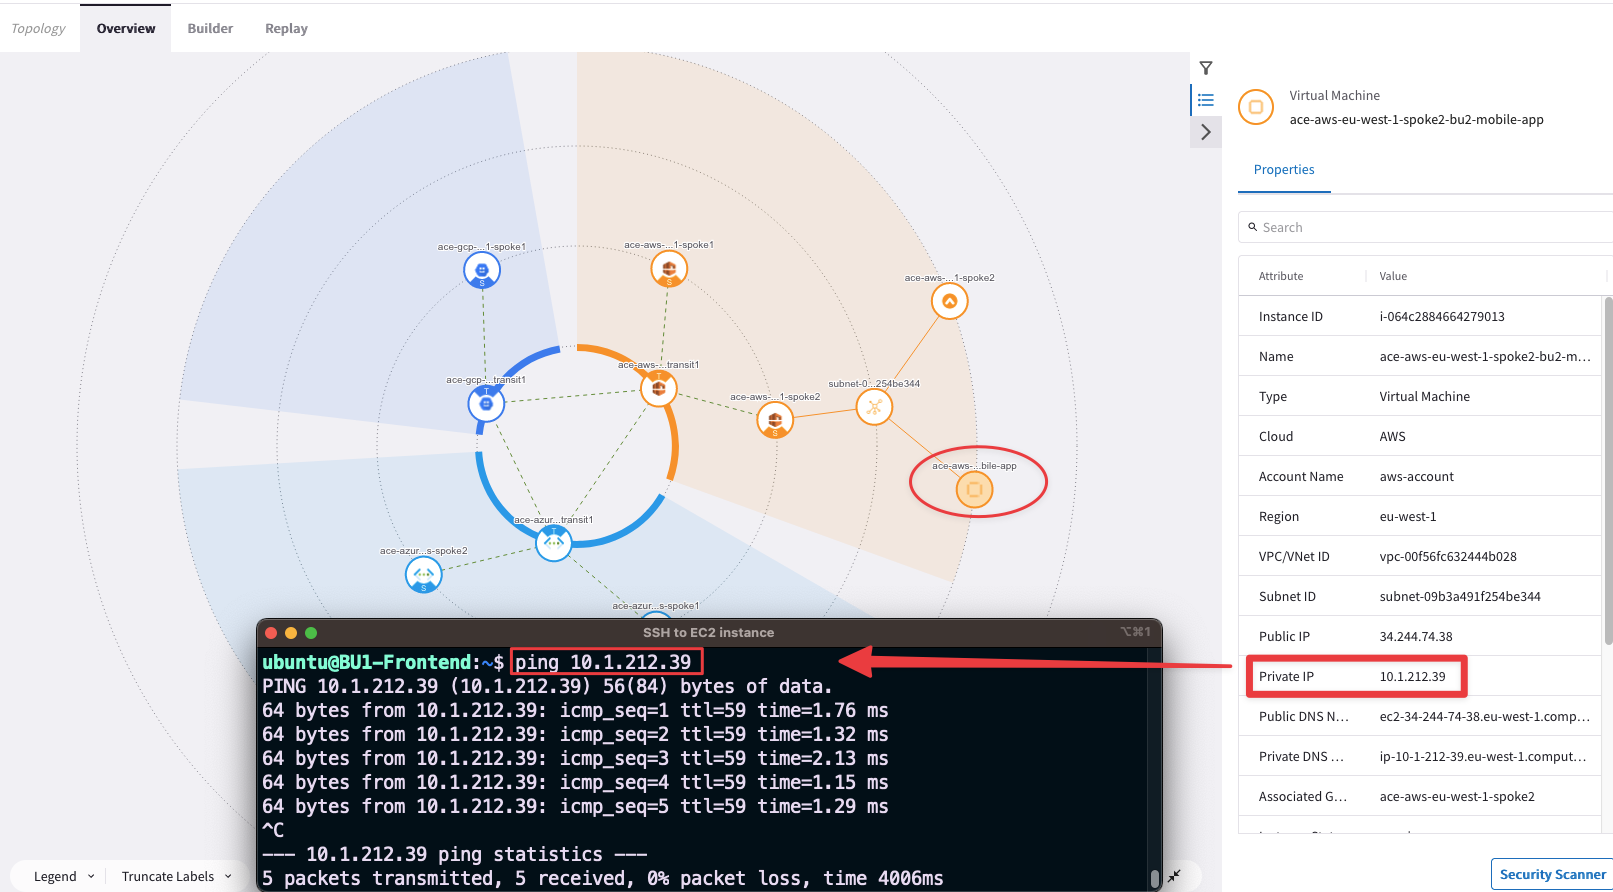 Topology
Overview
Builder
Replay
ace-gcp-...1-spoke1
ace-aws-...1-spoke1
ace-aws-...1-spoke2
ace-gcp-...transit1
ace-aws-...transit1
ace-aws-...1-spoke2
subnet-0...254be344
ace-aws-...bile-app
ace-azur...transit1
ace-azur...s-spoke2
ace-azur...s-spoke1
S
S
T
T
S
T
S
Legend
Truncate Labels
SSH to EC2 instance
⌥⌘1
ubuntu@BU1-Frontend:~$ ping 10.1.212.39
PING 10.1.212.39 (10.1.212.39) 56(84) bytes of data.
64 bytes from 10.1.212.39: icmp_seq=1 ttl=59 time=1.76 ms
64 bytes from 10.1.212.39: icmp_seq=2 ttl=59 time=1.32 ms
64 bytes from 10.1.212.39: icmp_seq=3 ttl=59 time=2.13 ms
64 bytes from 10.1.212.39: icmp_seq=4 ttl=59 time=1.15 ms
64 bytes from 10.1.212.39: icmp_seq=5 ttl=59 time=1.29 ms
^C
--- 10.1.212.39 ping statistics ---
5 packets transmitted, 5 received, 0% packet loss, time 4006ms
Virtual Machine
ace-aws-eu-west-1-spoke2-bu2-mobile-app
Properties
Search
Attribute Value
Instance ID i-064c2884664279013
Name ace-aws-eu-west-1-spoke2-bu2-m...
Type Virtual Machine
Cloud AWS
Account Name aws-account
Region eu-west-1
VPC/VNet ID vpc-00f56fc632444b028
Subnet ID subnet-09b3a491f254be344
Public IP 34.244.74.38
Private IP 10.1.212.39
Public DNS N... ec2-34-244-74-38.eu-west-1.comp...
Private DNS ... ip-10-1-212-39.eu-west-1.comput...
Associated G... ace-aws-eu-west-1-spoke2
Security Scanner